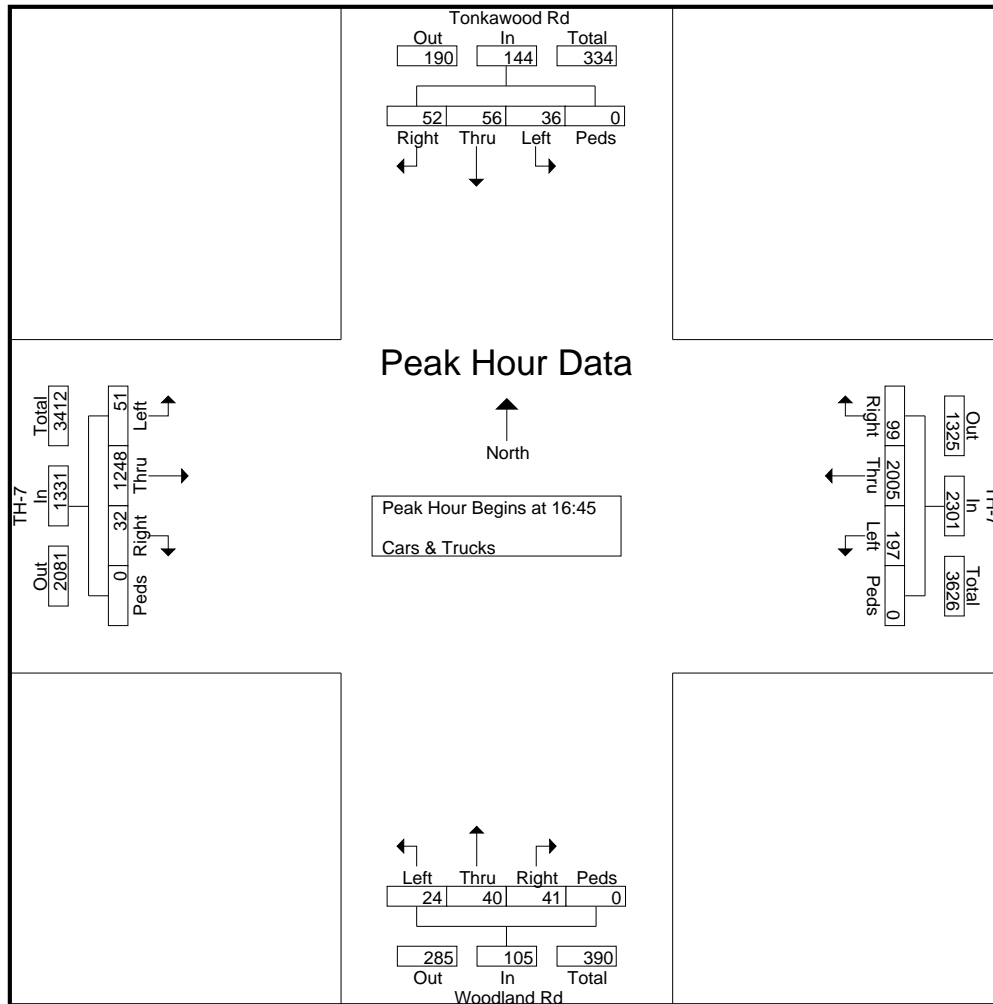 Tonkawood Rd
Out In Total
190 144 334
52 56 36 0
Right Thru Left Peds
Peak Hour Data
North
Peak Hour Begins at 16:45
Cars & Trucks
TH-7
Total In Out
3412 1331 2081
51 1248 32 0
Left Thru Right Peds
TH-7
Out In Total
1325 2301 3626
99 2005 197 0
Right Thru Left Peds
Left Thru Right Peds
24 40 41 0
285 105 390
Out In Total
Woodland Rd